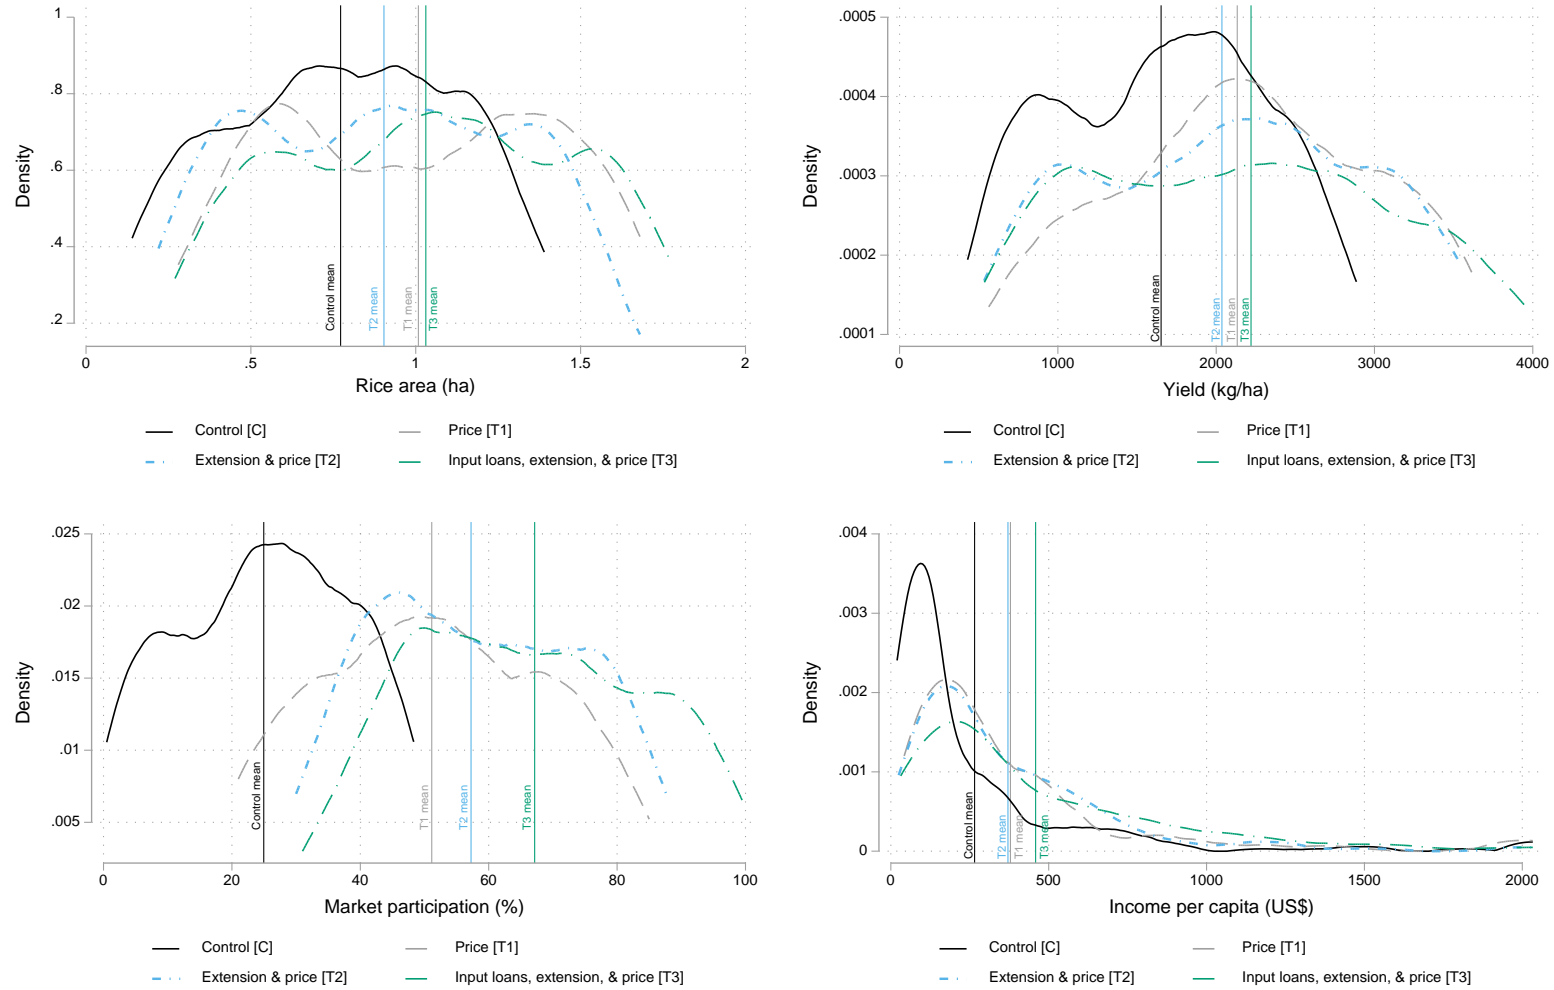 1
.8
.6
.4
.2
Density
Control mean
T2 mean
T1 mean
T3 mean
0
.5
1
1.5
2
Rice area (ha)
Control [C]
Price [T1]
Extension & price [T2]
Input loans, extension, & price [T3]
.0005
.0004
.0003
.0002
.0001
Density
Control mean
T2 mean
T1 mean
T3 mean
0
1000
2000
3000
4000
Yield (kg/ha)
Control [C]
Price [T1]
Extension & price [T2]
Input loans, extension, & price [T3]
.025
.02
.015
.01
.005
Density
Control mean
T1 mean
T2 mean
T3 mean
0
20
40
60
80
100
Market participation (%)
Control [C]
Price [T1]
Extension & price [T2]
Input loans, extension, & price [T3]
.004
.003
.002
.001
0
Density
Control mean
T2 mean
T1 mean
T3 mean
0
500
1000
1500
2000
Income per capita (US$)
Control [C]
Price [T1]
Extension & price [T2]
Input loans, extension, & price [T3]